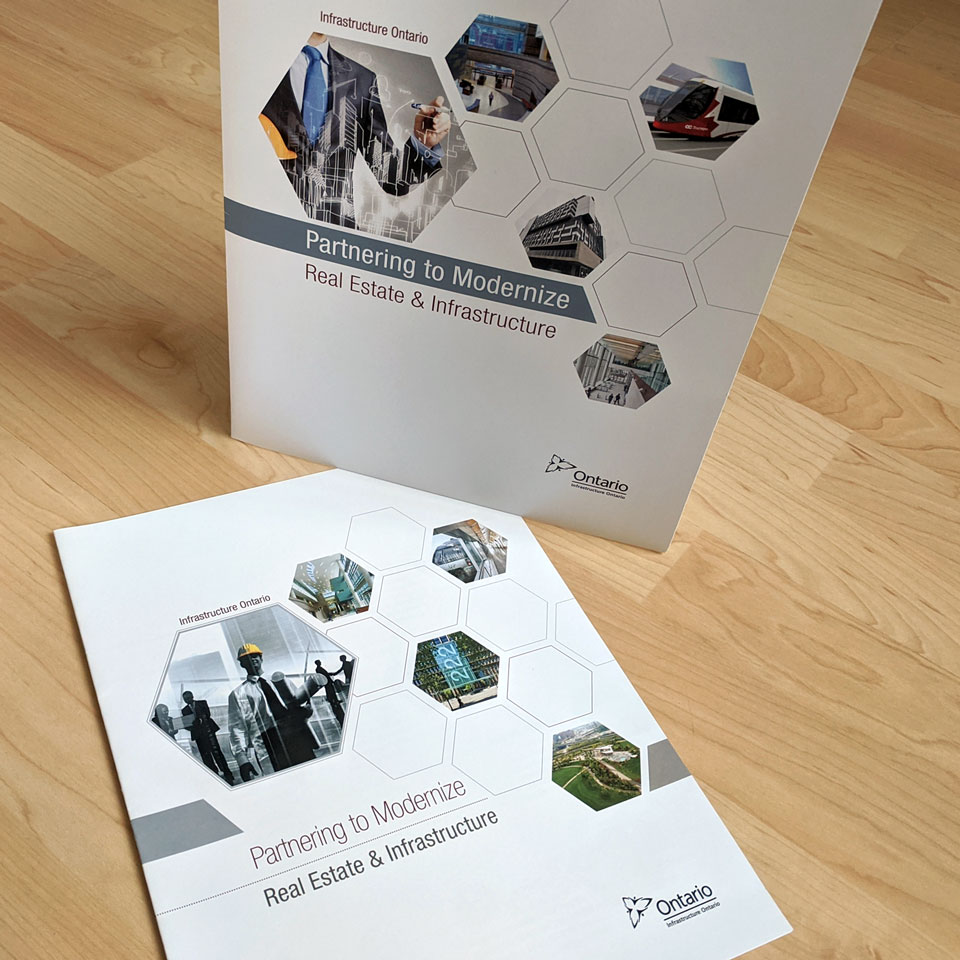 Infrastructure Ontario
Partnering to Modernize
Real Estate & Infrastructure
Ontario
Infrastructure Ontario
Infrastructure Ontario
222
Partnering to Modernize
Real Estate & Infrastructure
Ontario
Infrastructure Ontario